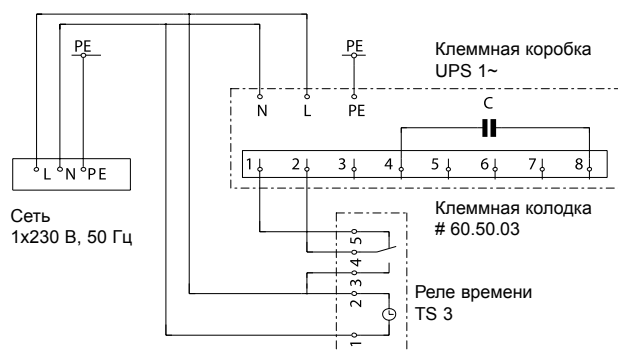 PE
PE
Клеммная коробка
UPS 1~
N L PE
C
1 2 3 4 5 6 7 8
L N PE
Сеть
1x230 В, 50 Гц
Клеммная колодка
# 60.50.03
5
4
3
2
1
Реле времени
TS 3